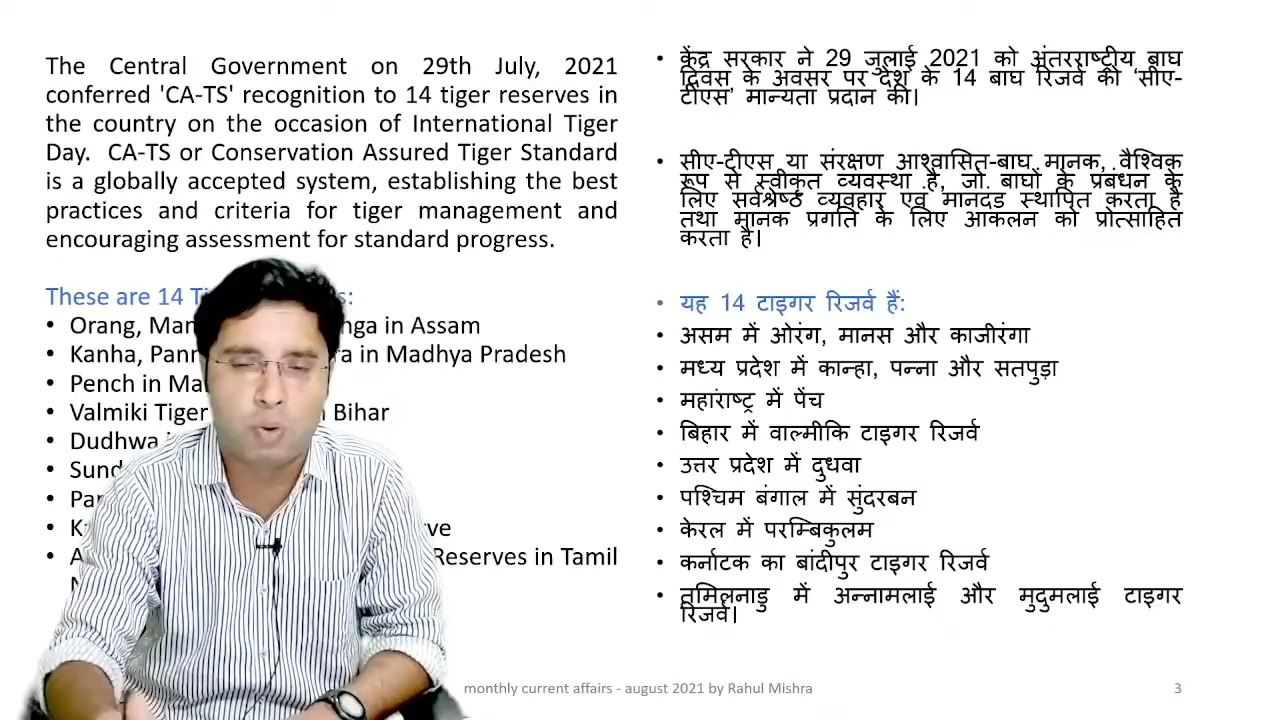 The Central Government on 29th July, 2021
conferred 'CA-TS' recognition to 14 tiger reserves in
the country on the occasion of International Tiger
Day. CA-TS or Conservation Assured Tiger Standard
is a globally accepted system, establishing the best
practices and criteria for tiger management and
encouraging assessment for standard progress.
These are 14
• Orang,
in Assam
• Kanha,
in Madhya Pradesh
• Pench in
• Valmiki Tiger
Bihar
• Dudhwa
•
•
•
•
Reserves in Tamil
• केंद्र सरकार ने 29 जुलाई 2021 को अंतरराष्टीय बाघ
दिवस के अवसर पर देश के 14 बाघ रिजर्व को 'सीए-
टीएस' मान्यता प्रदान की।
• सीए-टीएस या संरक्षण आश्वासित-बाघ मानक, वैश्विक
रूप से स्वीकृत व्यवस्था है, जो बाघों के प्रबंधन के
लिए सर्वश्रेष्ठ व्यवहार एवं मानदंड स्थापित करता है
तथा मानक प्रगति के लिए आकलन को प्रोत्साहित
करता है।
• यह 14 टाइगर रिजर्व हैं:
• असम में ओरंग, मानस और काजीरंगा
• मध्य प्रदेश में कान्हा, पन्ना और सतपुड़ा
• महाराष्ट्र में पेंच
• बिहार में वाल्मीकि टाइगर रिजर्व
• उत्तर प्रदेश में दुधवा
• पश्चिम बंगाल में सुंदरबन
• केरल में परम्बिकुलम
• कर्नाटक का बांदीपुर टाइगर रिजर्व
• तमिलनाडु में अन्नामलाई और मुदुमलाई टाइगर
रिजर्व।
monthly current affairs - august 2021 by Rahul Mishra
3